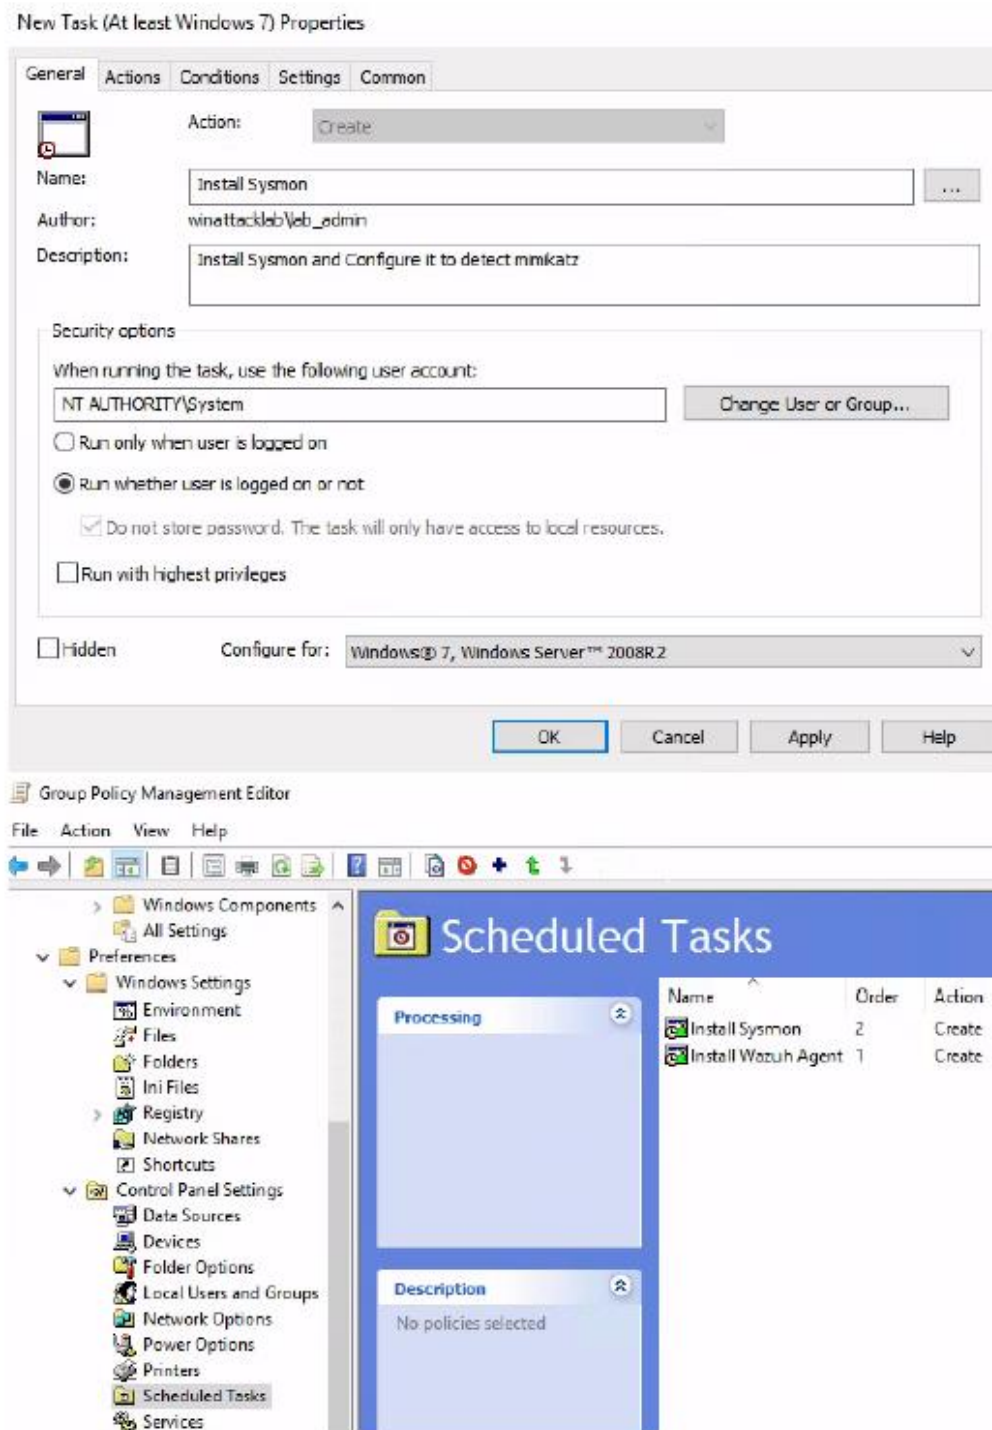 New Task (At least Windows 7) Properties
General Actions Conditions Settings Common
Action: Create
Name: Install Sysmon ...
Author: winattacklab\lab_admin
Description: Install Sysmon and Configure it to detect mimikatz
Security options
When running the task, use the following user account:
NT AUTHORITY\System Change User or Group...
Run only when user is logged on
Run whether user is logged on or not
Do not store password. The task will only have access to local resources.
Run with highest privileges
Hidden Configure for: Windows® 7, Windows Server™ 2008R2
OK Cancel Apply Help
Group Policy Management Editor
File Action View Help
Windows Components
All Settings
Preferences
Windows Settings
Environment
Files
Folders
Ini Files
Registry
Network Shares
Shortcuts
Control Panel Settings
Data Sources
Devices
Folder Options
Local Users and Groups
Network Options
Power Options
Printers
Scheduled Tasks
Services
Scheduled Tasks
Processing
Description
No policies selected
Name Order Action
Install Sysmon 2 Create
Install Wazuh Agent 1 Create